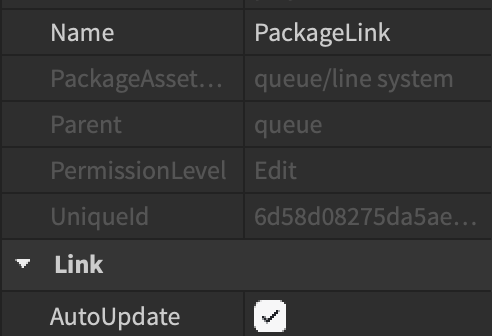 Name PackageLink
PackageAsset... queue/line system
Parent queue
PermissionLevel Edit
UniqueId 6d58d08275da5ae...
Link
AutoUpdate